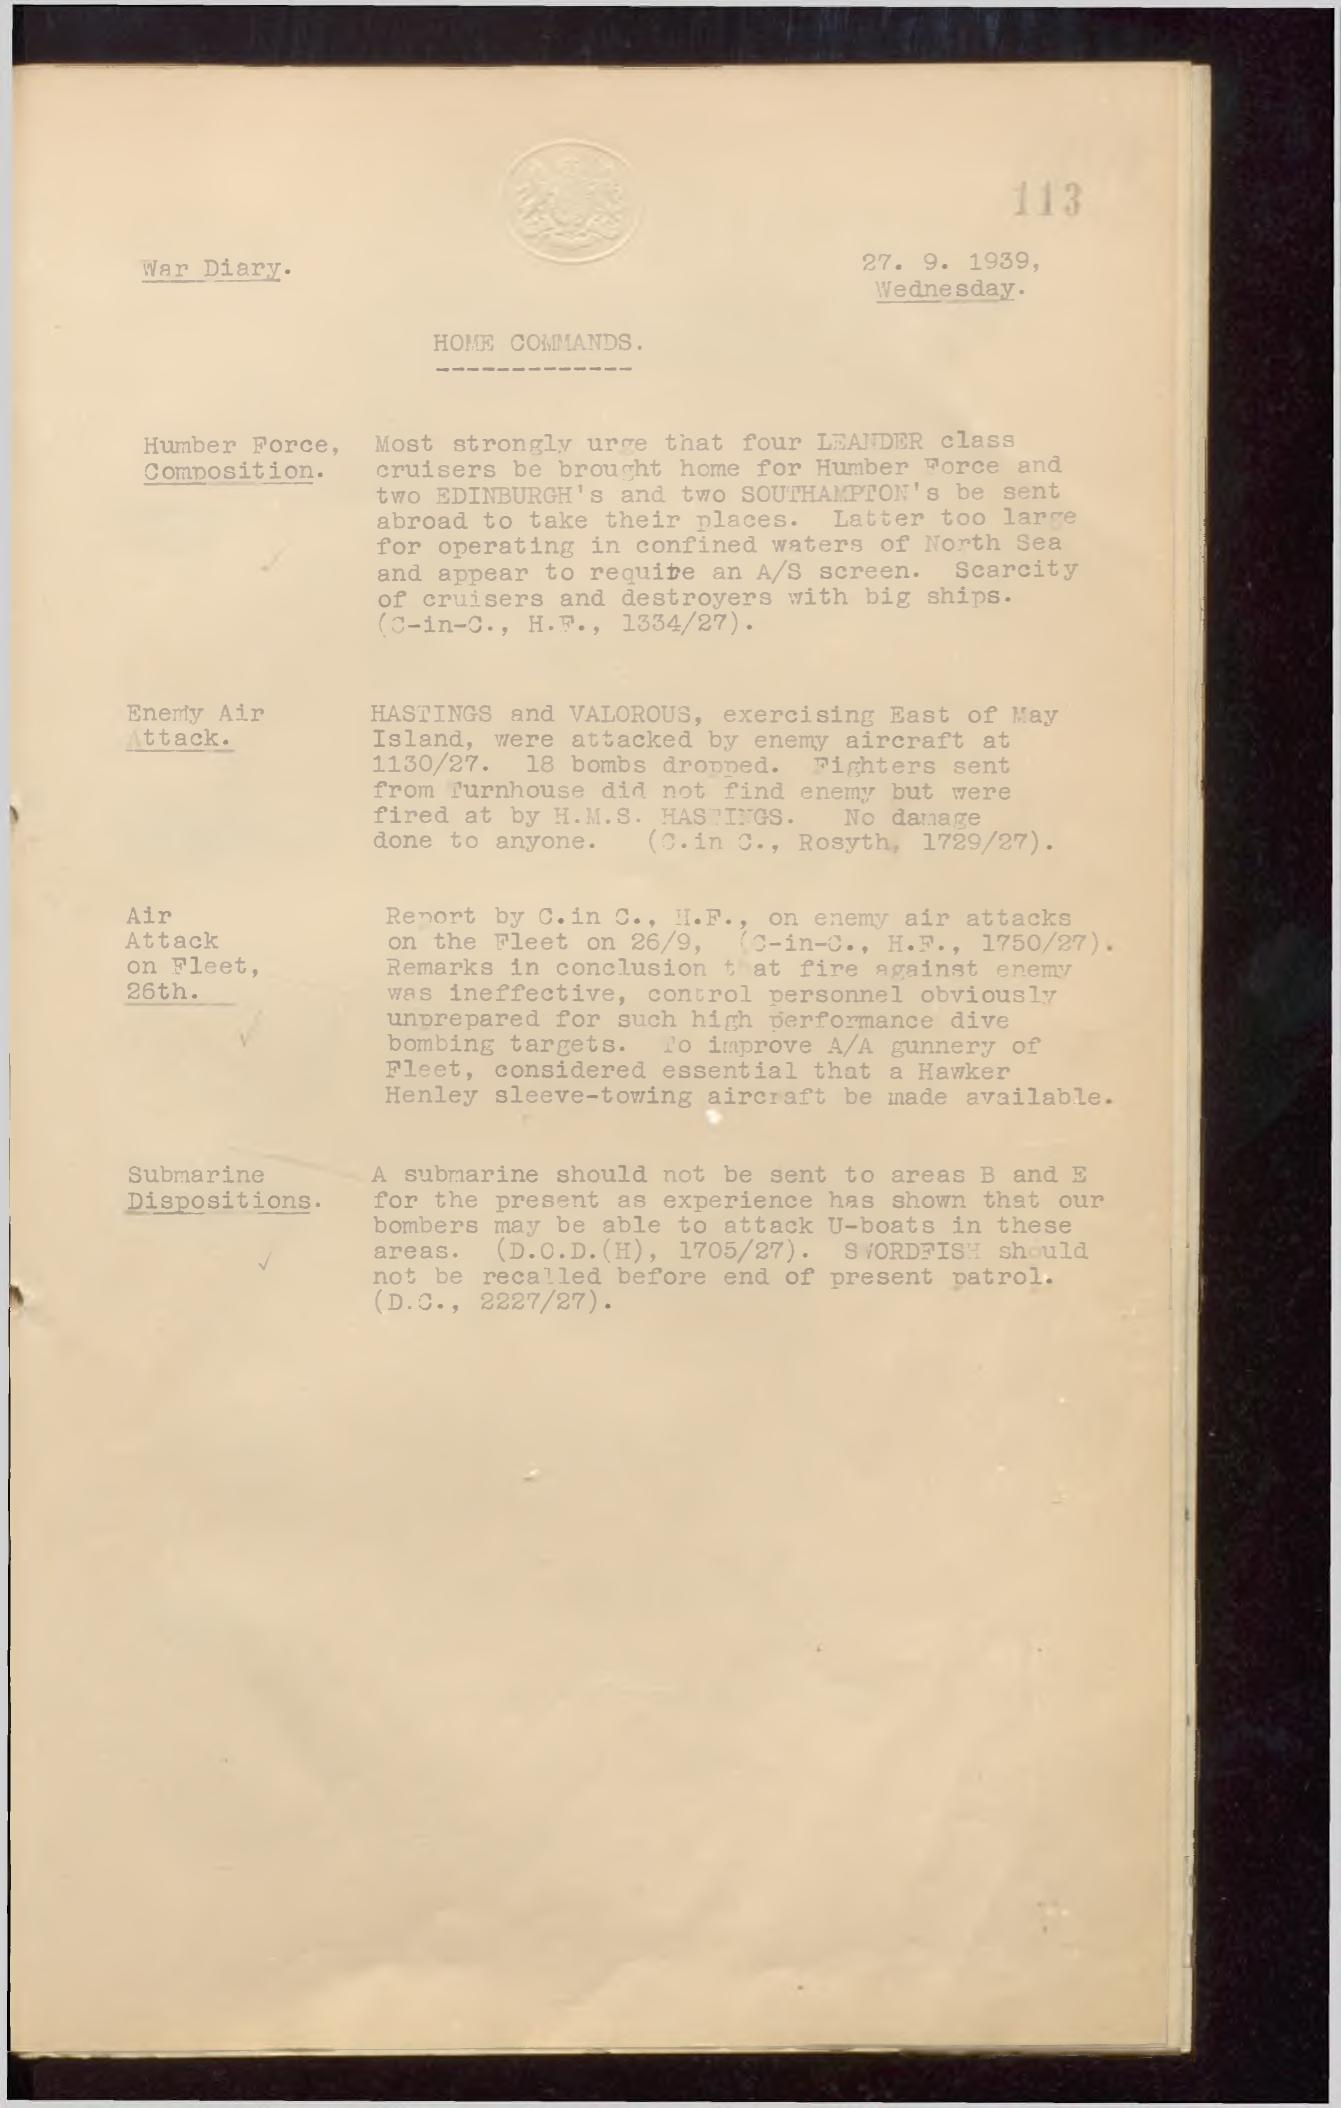 113
War Diary.
27. 9. 1939,
Wednesday.
HOME COMMANDS.
-------------
Humber Force,
Composition.
Most strongly urge that four LEANDER class
cruisers be brought home for Humber Force and
two EDINBURGH's and two SOUTHAMPTON's be sent
abroad to take their places. Latter too large
for operating in confined waters of North Sea
and appear to require an A/S screen. Scarcity
of cruisers and destroyers with big ships.
(C-in-C., H.F., 1334/27).
Enemy Air
Attack.
HASTINGS and VALOROUS, exercising East of May
Island, were attacked by enemy aircraft at
1130/27. 18 bombs dropped. Fighters sent
from Turnhouse did not find enemy but were
fired at by H.M.S. HASTINGS. No damage
done to anyone. (C.in C., Rosyth, 1729/27).
Air
Attack
on Fleet,
26th.
Report by C.in C., H.F., on enemy air attacks
on the Fleet on 26/9, (C-in-C., H.F., 1750/27).
Remarks in conclusion that fire against enemy
was ineffective, control personnel obviously
unprepared for such high performance dive
bombing targets. To improve A/A gunnery of
Fleet, considered essential that a Hawker
Henley sleeve-towing aircraft be made available.
Submarine
Dispositions.
A submarine should not be sent to areas B and E
for the present as experience has shown that our
bombers may be able to attack U-boats in these
areas. (D.O.D.(H), 1705/27). SWORDFISH should
not be recalled before end of present patrol.
(D.C., 2227/27).